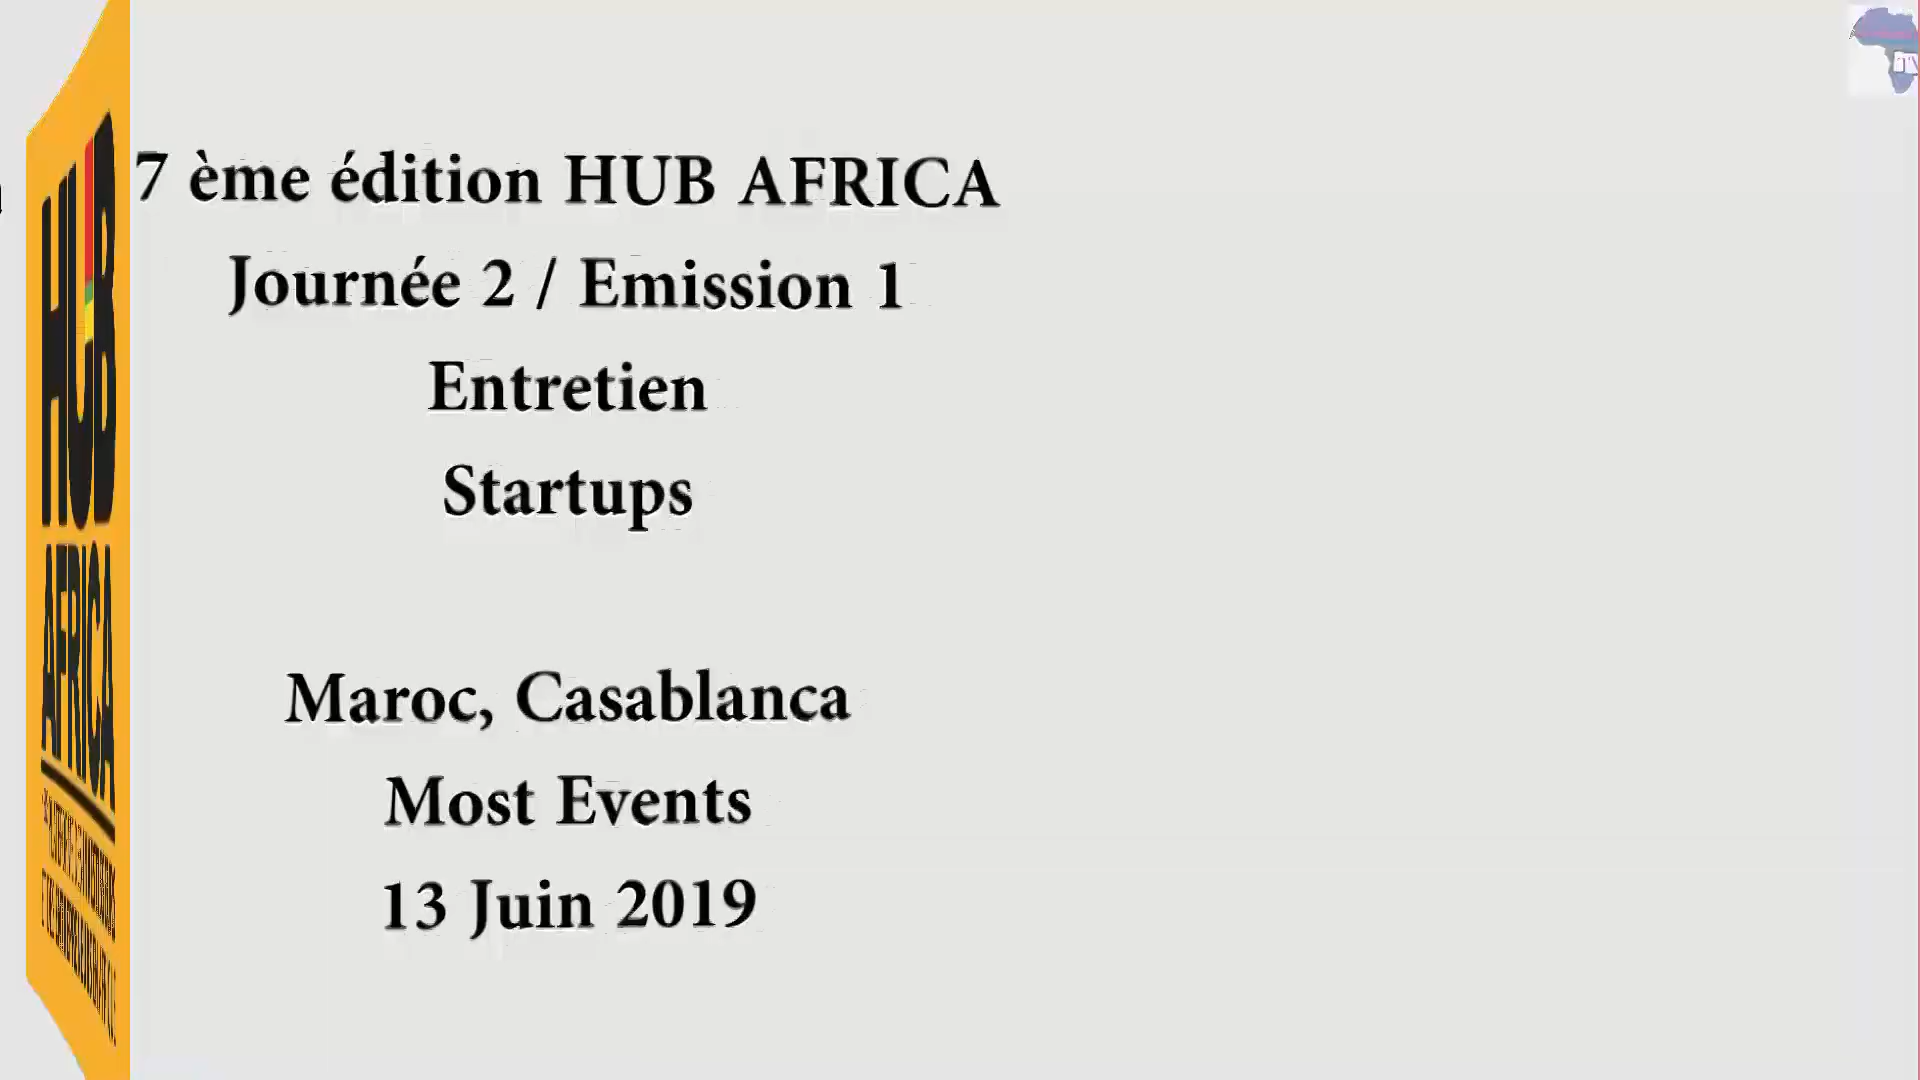 7 ème édition HUB AFRICA
Journée 2 / Emission 1
Entretien
Startups
Maroc, Casablanca
Most Events
13 Juin 2019
HUB
AFRICA
TV